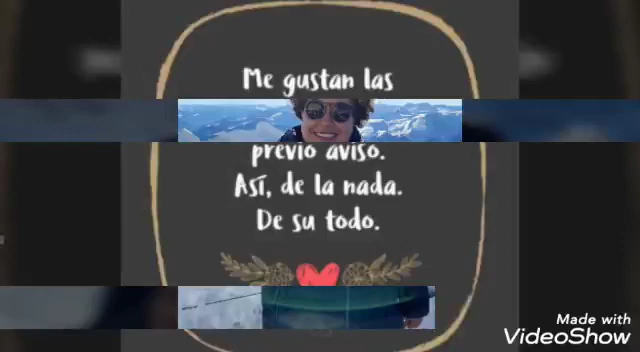 Me gustan las
previo aviso.
Así, de la nada.
De su todo.
Made with
VideoShow